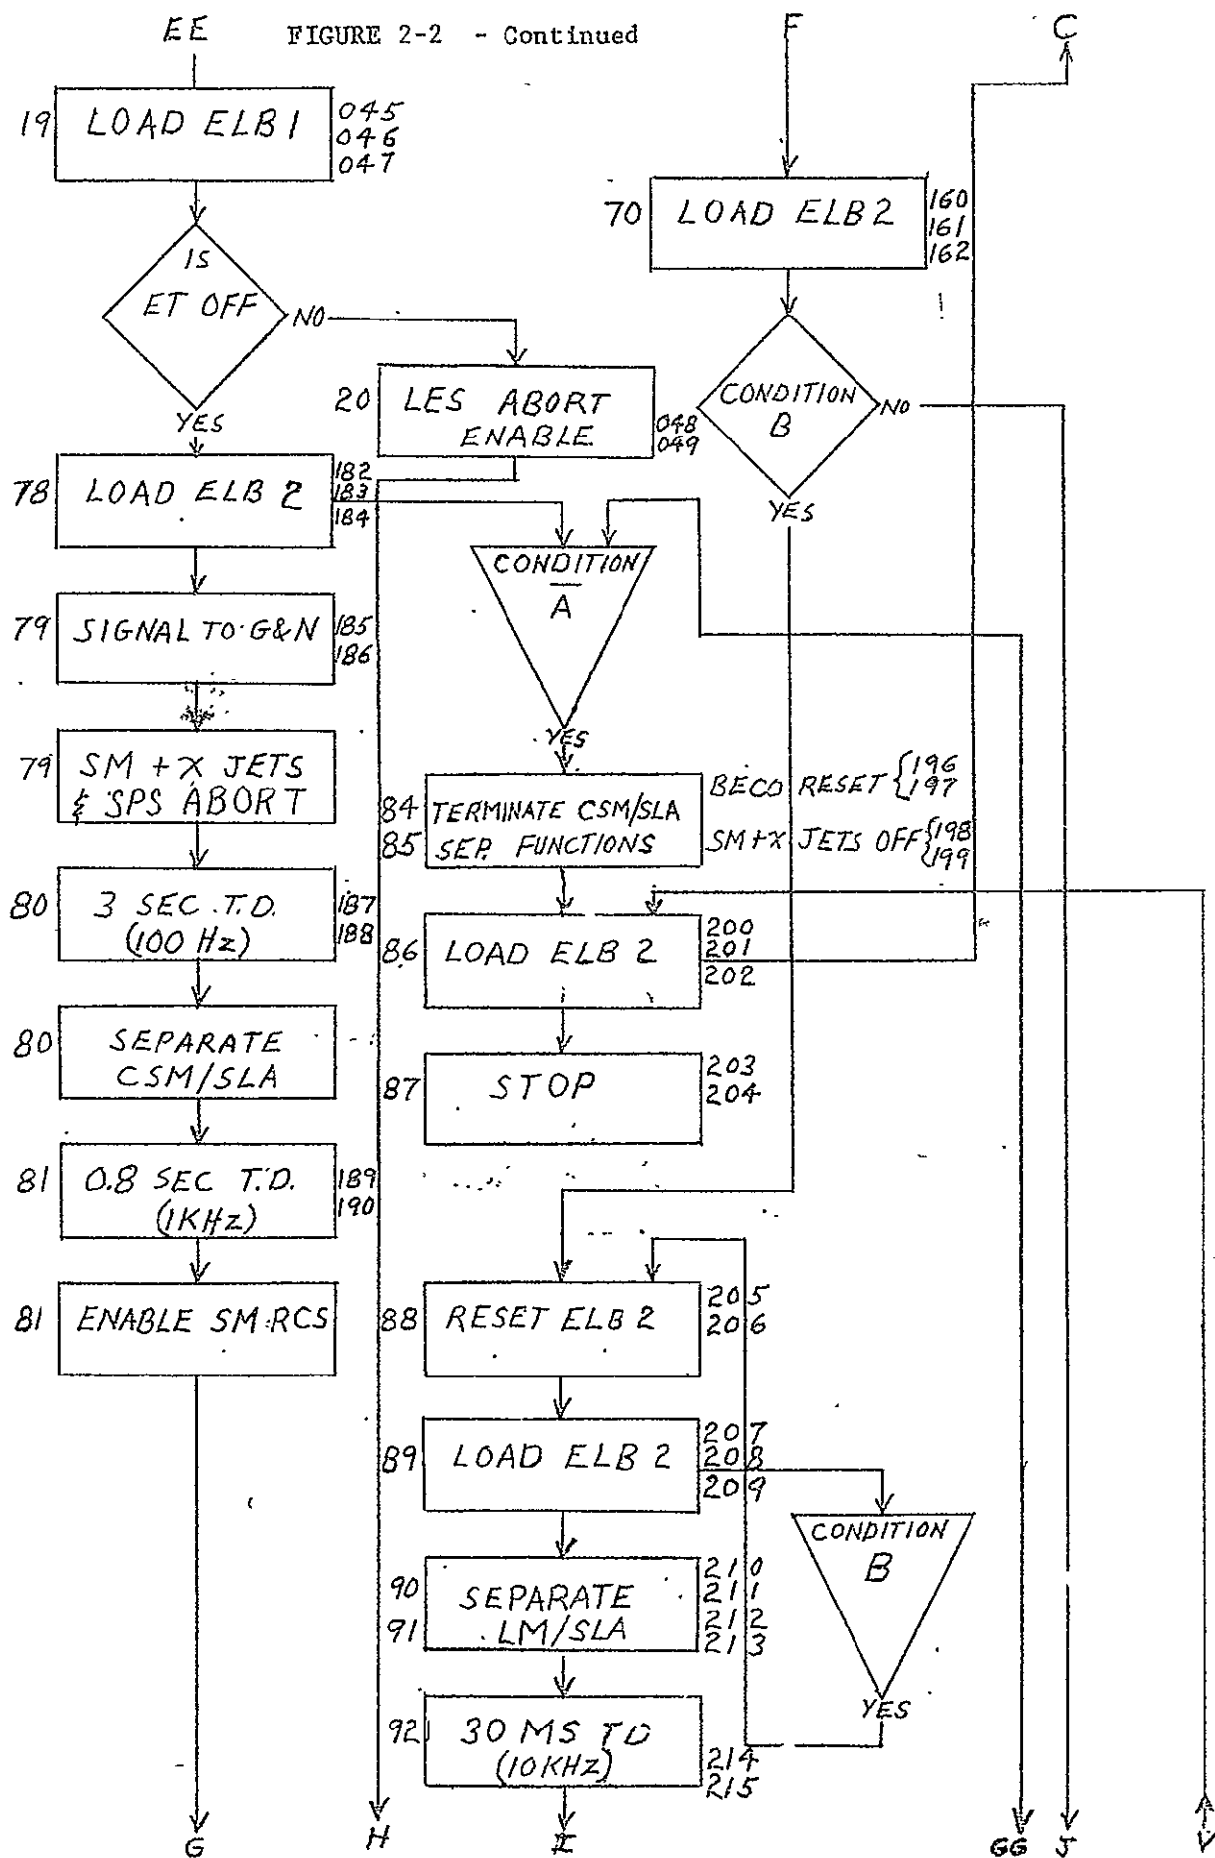 FIGURE 2-2 - Continued
EE
F
C
19
LOAD ELB 1
045
046
047
IS
ET OFF
NO
YES
20
LES ABORT
ENABLE
048
049
70
LOAD ELB 2
160
161
162
CONDITION
B
NO
YES
78
LOAD ELB 2
182
183
184
79
SIGNAL TO G&N
185
186
79
SM + X JETS
& SPS ABORT
80
3 SEC T.D.
(100 Hz)
187
188
80
SEPARATE
CSM/SLA
81
0.8 SEC T.D.
(1KHz)
189
190
81
ENABLE SM RCS
G
H
CONDITION
A̅
YES
84
85
TERMINATE CSM/SLA
SEP. FUNCTIONS
BECO RESET { 196
197
SM+X JETS OFF { 198
199
86
LOAD ELB 2
200
201
202
87
STOP
203
204
88
RESET ELB 2
205
206
89
LOAD ELB 2
207
208
209
CONDITION
B
YES
90
91
SEPARATE
LM/SLA
210
211
212
213
92
30 MS TD
(10KHz)
214
215
I
GG
J
V